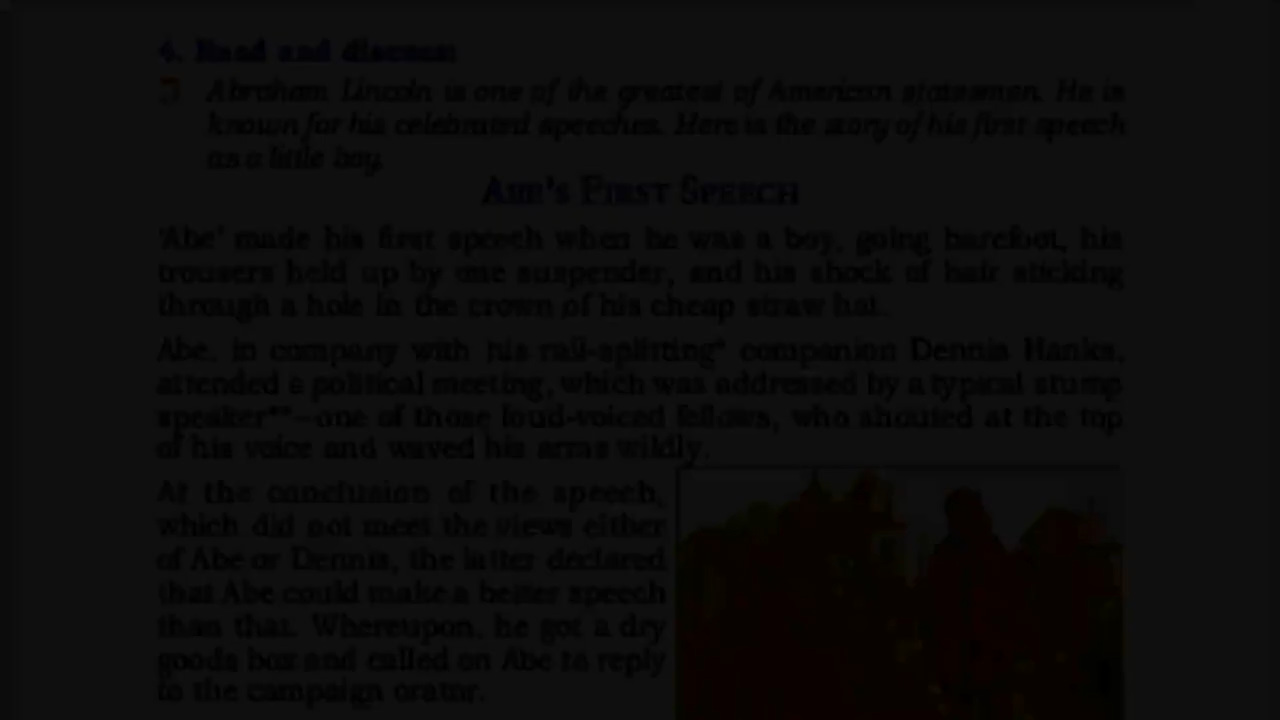 4. Read and discuss:
Abraham Lincoln is one of the greatest of American statesmen. He is
known for his celebrated speeches. Here is the story of his first speech
as a little boy.
ABE'S FIRST SPEECH
'Abe' made his first speech when he was a boy, going barefoot, his
trousers held up by one suspender, and his shock of hair sticking
through a hole in the crown of his cheap straw hat.
Abe, in company with his rail-splitting* companion Dennis Hanks,
attended a political meeting, which was addressed by a typical stump
speaker**—one of those loud-voiced fellows, who shouted at the top
of his voice and waved his arms wildly.
At the conclusion of the speech,
which did not meet the views either
of Abe or Dennis, the latter declared
that Abe could make a better speech
than that. Whereupon, he got a dry
goods box and called on Abe to reply
to the campaign orator.